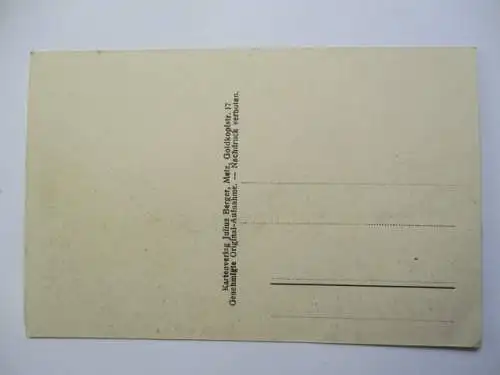 Kartenverlag Julius Berger, Metz, Goldkopfstr. 17
Genehmigte Original-Aufnahme. — Nachdruck verboten.